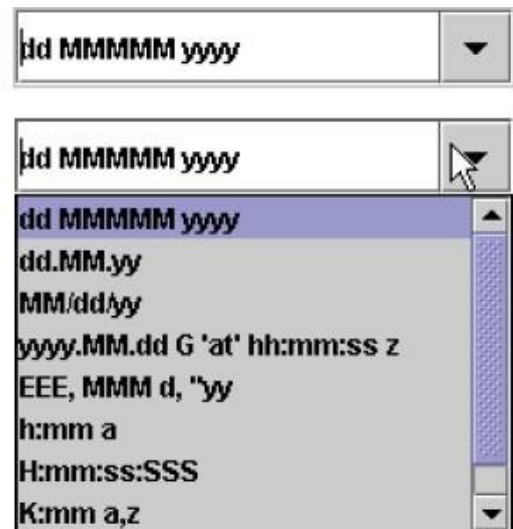 dd MMMMM yyyy
dd MMMMM yyyy
dd MMMMM yyyy
dd.MM.yy
MM/dd/yy
yyyy.MM.dd G 'at' hh:mm:ss z
EEE, MMM d, ''yy
h:mm a
H:mm:ss:SSS
K:mm a,z